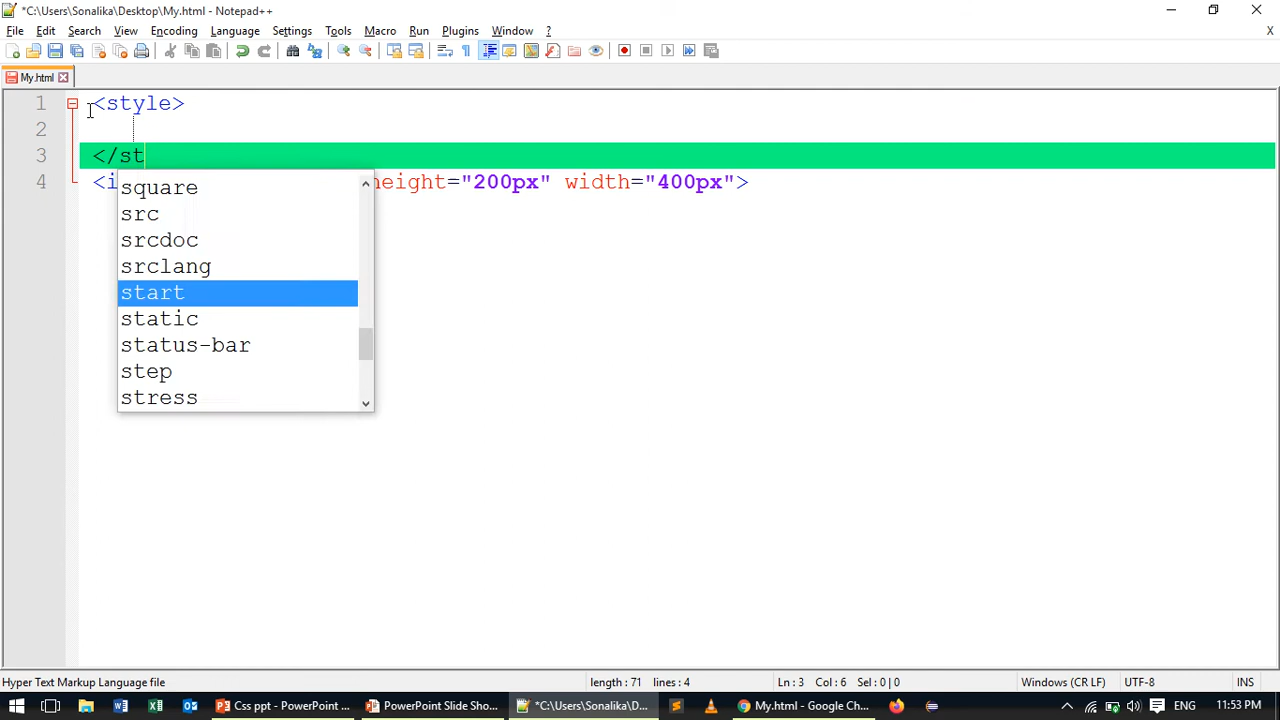 *C:\Users\Sonalika\Desktop\My.html - Notepad++
File Edit Search View Encoding Language Settings Tools Macro Run Plugins Window ? X
My.html
1 <style>
2
3 </st
4 <i height="200px" width="400px">
square
src
srcdoc
srclang
start
static
status-bar
step
stress
Hyper Text Markup Language file length : 71 lines : 4 Ln : 3 Col : 6 Sel : 0 | 0 Windows (CR LF) UTF-8 INS
Css ppt - PowerPoint ... PowerPoint Slide Sho... *C:\Users\Sonalika\D... My.html - Google Ch... ENG 11:53 PM